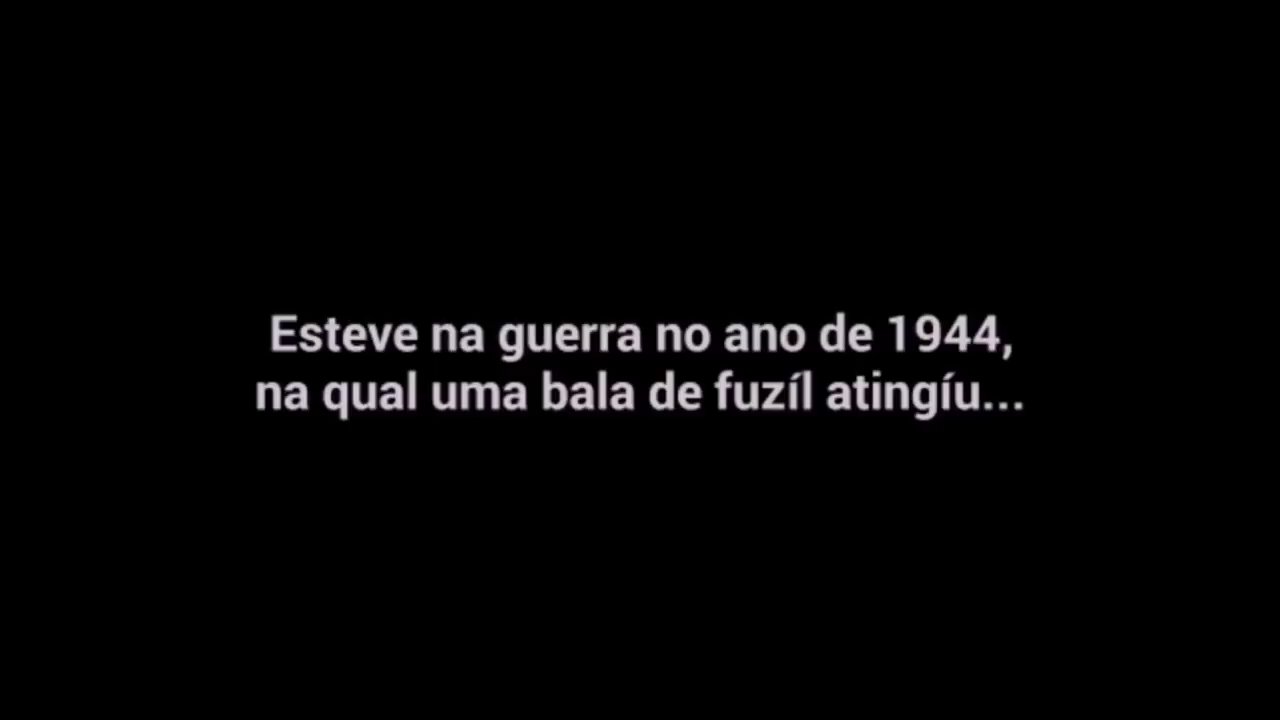 Esteve na guerra no ano de 1944,
na qual uma bala de fuzíl atingíu...